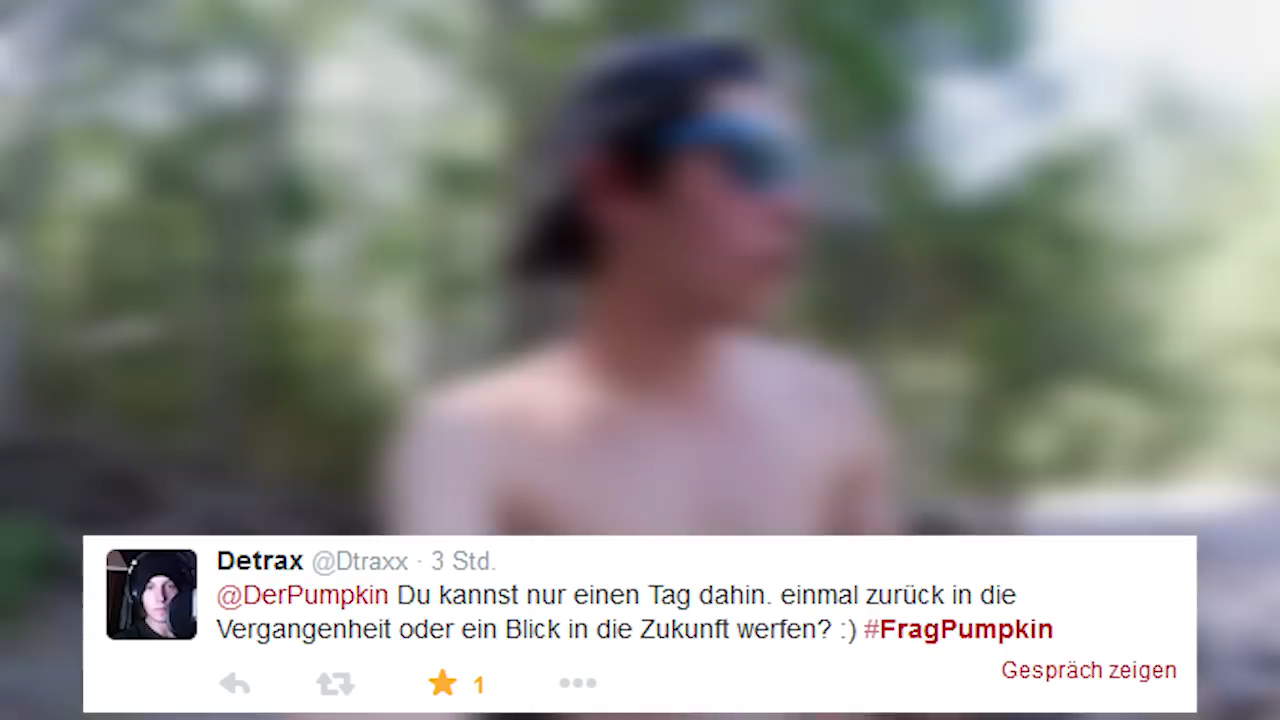 Detrax @Dtraxx · 3 Std.
@DerPumpkin Du kannst nur einen Tag dahin. einmal zurück in die
Vergangenheit oder ein Blick in die Zukunft werfen? :) #FragPumpkin
1
Gespräch zeigen